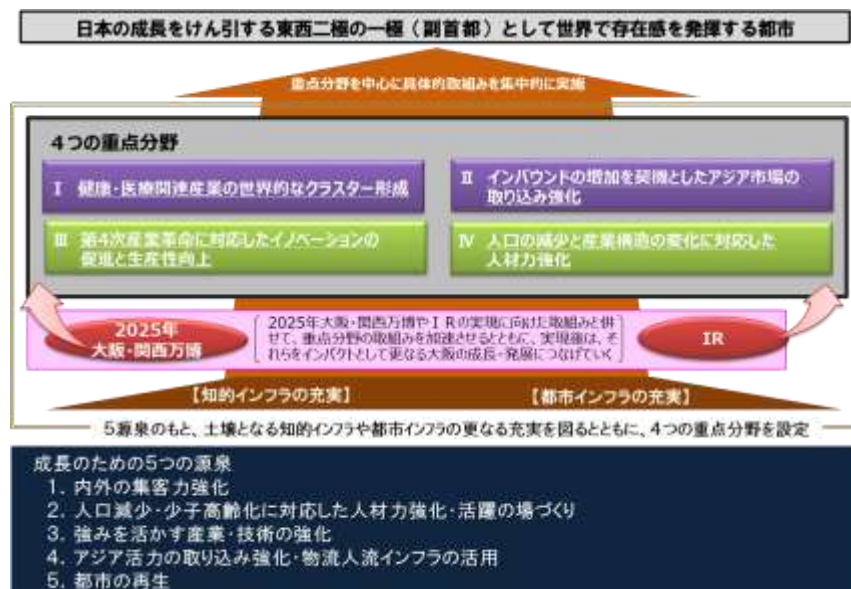 日本の成長をけん引する東西二極の一極（副首都）として世界で存在感を発揮する都市
重点分野を中心に具体的取組みを集中的に実施
４つの重点分野
Ⅰ 健康・医療関連産業の世界的なクラスター形成
Ⅱ インバウンドの増加を契機としたアジア市場の
取り込み強化
Ⅲ 第4次産業革命に対応したイノベーションの
促進と生産性向上
Ⅳ 人口の減少と産業構造の変化に対応した
人材力強化
2025年
大阪・関西万博
2025年大阪・関西万博やＩＲの実現に向けた取組みと併
せて、重点分野の取組みを加速させるとともに、実現後は、そ
れらをインパクトとして更なる大阪の成長・発展につなげていく
IR
【知的インフラの充実】
【都市インフラの充実】
5源泉のもと、土壌となる知的インフラや都市インフラの更なる充実を図るとともに、4つの重点分野を設定
成長のための5つの源泉
1. 内外の集客力強化
2. 人口減少・少子高齢化に対応した人材力強化・活躍の場づくり
3. 強みを活かす産業・技術の強化
4. アジア活力の取り込み強化・物流人流インフラの活用
5. 都市の再生